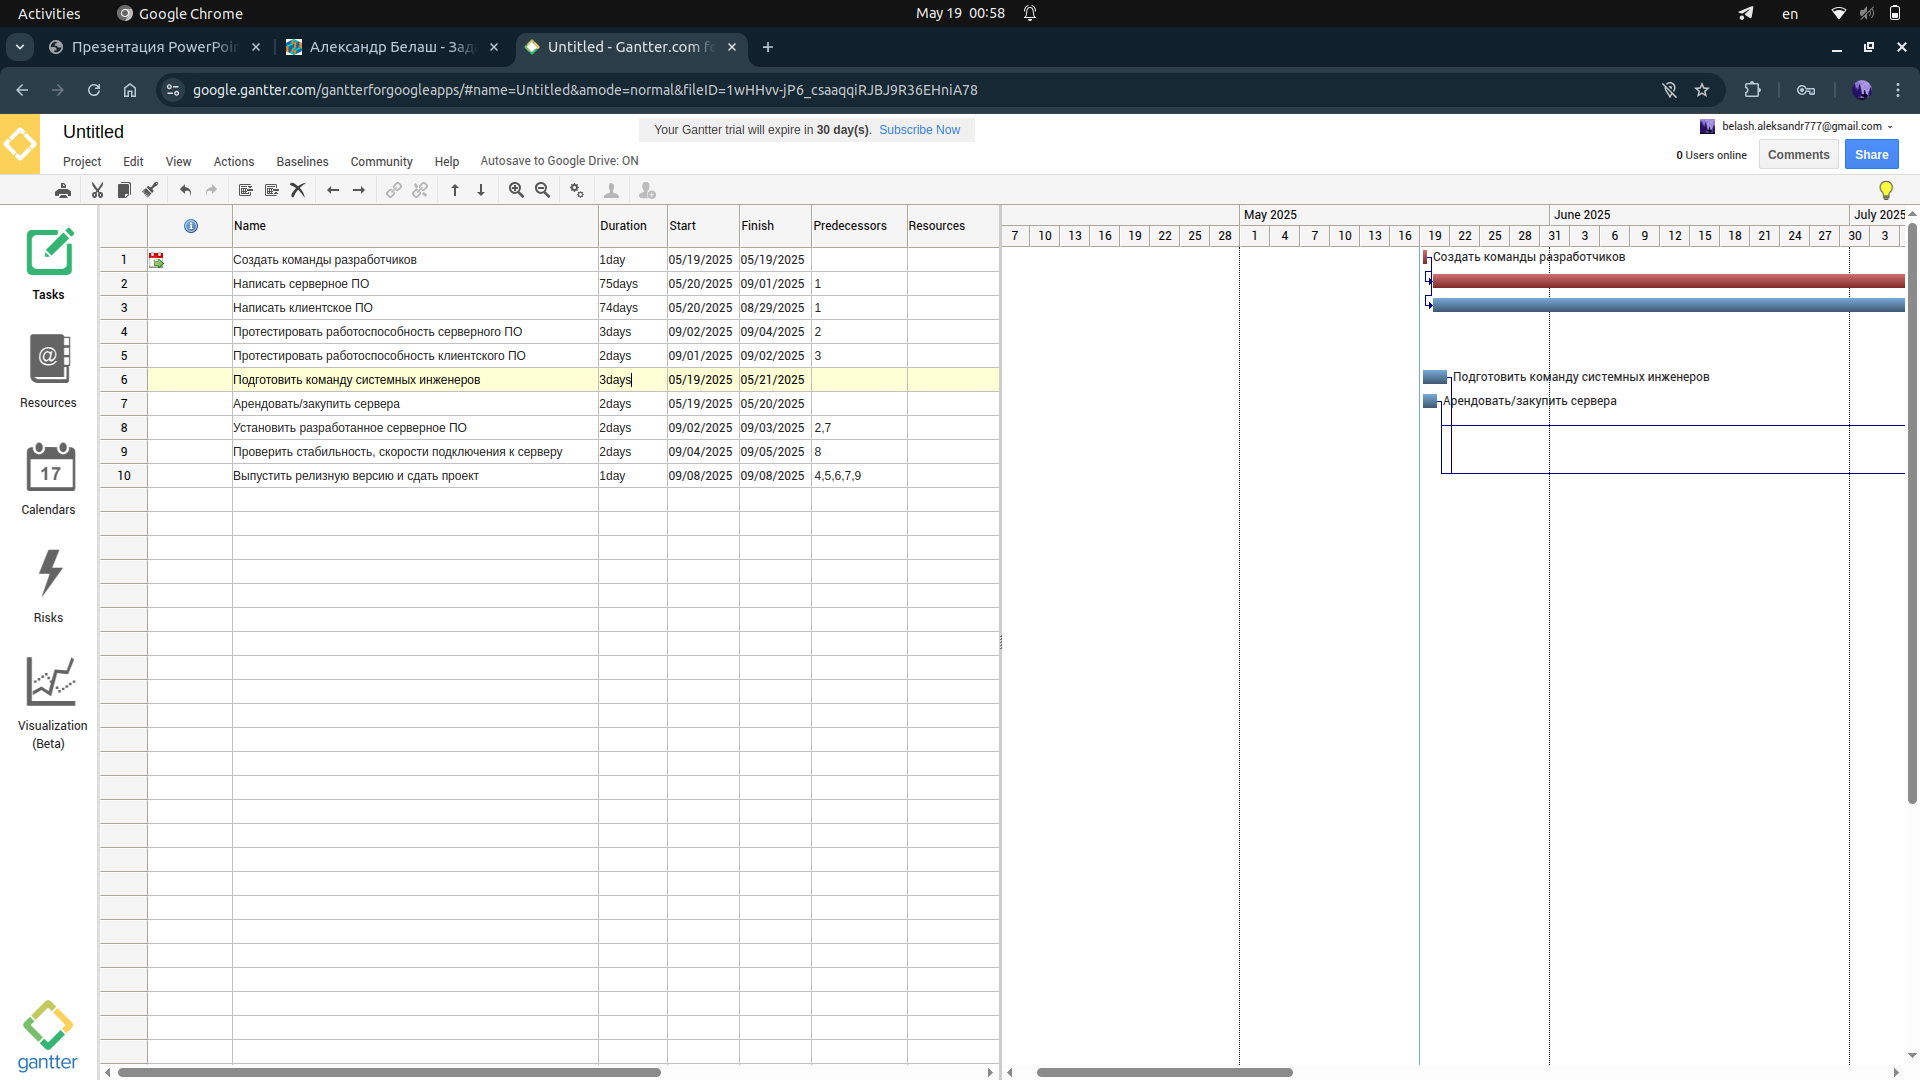 Activities Google Chrome May 19 00:58 en
Презентация PowerPoi Александр Белаш - Зад Untitled - Gantter.com f
google.gantter.com/gantterforgoogleapps/#name=Untitled&amode=normal&fileID=1wHHvv-jP6_csaaqqiRJBJ9R36EHniA78
Untitled Your Gantter trial will expire in 30 day(s). Subscribe Now belash.aleksandr777@gmail.com
Project Edit View Actions Baselines Community Help Autosave to Google Drive: ON 0 Users online Comments Share
May 2025 June 2025 July 2025
Name Duration Start Finish Predecessors Resources
7 10 13 16 19 22 25 28 1 4 7 10 13 16 19 22 25 28 31 3 6 9 12 15 18 21 24 27 30 3
1 Создать команды разработчиков 1day 05/19/2025 05/19/2025 Создать команды разработчиков
2 Написать серверное ПО 75days 05/20/2025 09/01/2025 1
3 Написать клиентское ПО 74days 05/20/2025 08/29/2025 1
4 Протестировать работоспособность серверного ПО 3days 09/02/2025 09/04/2025 2
5 Протестировать работоспособность клиентского ПО 2days 09/01/2025 09/02/2025 3
6 Подготовить команду системных инженеров 3days 05/19/2025 05/21/2025 Подготовить команду системных инженеров
7 Арендовать/закупить сервера 2days 05/19/2025 05/20/2025 Арендовать/закупить сервера
8 Установить разработанное серверное ПО 2days 09/02/2025 09/03/2025 2,7
9 Проверить стабильность, скорости подключения к серверу 2days 09/04/2025 09/05/2025 8
10 Выпустить релизную версию и сдать проект 1day 09/08/2025 09/08/2025 4,5,6,7,9
Tasks
@
Resources
17
Calendars
Risks
Visualization
(Beta)
gantter